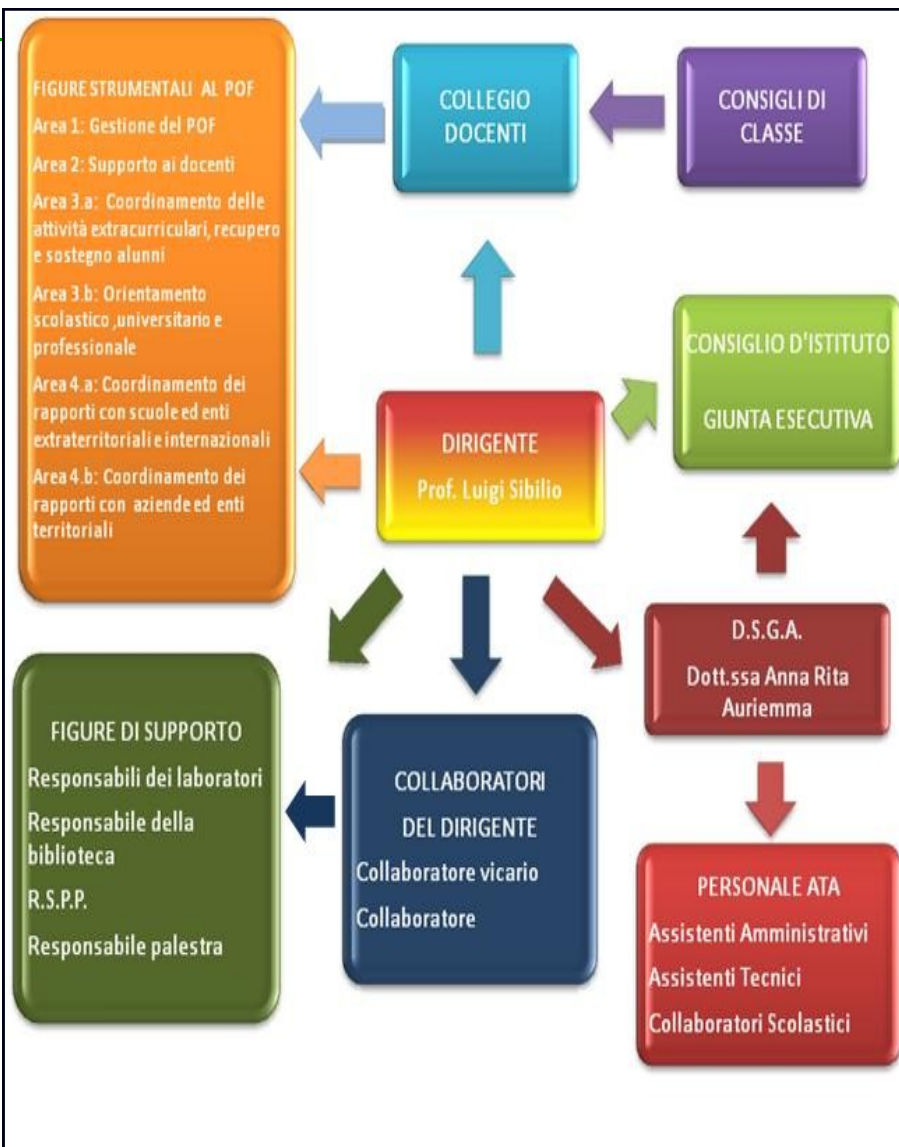 FIGURE STRUMENTALI AL POF
Area 1: Gestione del POF
Area 2: Supporto ai docenti
Area 3.a: Coordinamento delle
attività extracurriculari, recupero
e sostegno alunni
Area 3.b: Orientamento
scolastico ,universitario e
professionale
Area 4.a: Coordinamento dei
rapporti con scuole ed enti
extraterritoriali e internazionali
Area 4.b: Coordinamento dei
rapporti con aziende ed enti
territoriali
COLLEGIO
DOCENTI
CONSIGLI DI
CLASSE
CONSIGLIO D'ISTITUTO
GIUNTA ESECUTIVA
DIRIGENTE
Prof. Luigi Sibilio
D.S.G.A.
Dott.ssa Anna Rita
Auriemma
FIGURE DI SUPPORTO
Responsabili dei laboratori
Responsabile della
biblioteca
R.S.P.P.
Responsabile palestra
COLLABORATORI
DEL DIRIGENTE
Collaboratore vicario
Collaboratore
PERSONALE ATA
Assistenti Amministrativi
Assistenti Tecnici
Collaboratori Scolastici